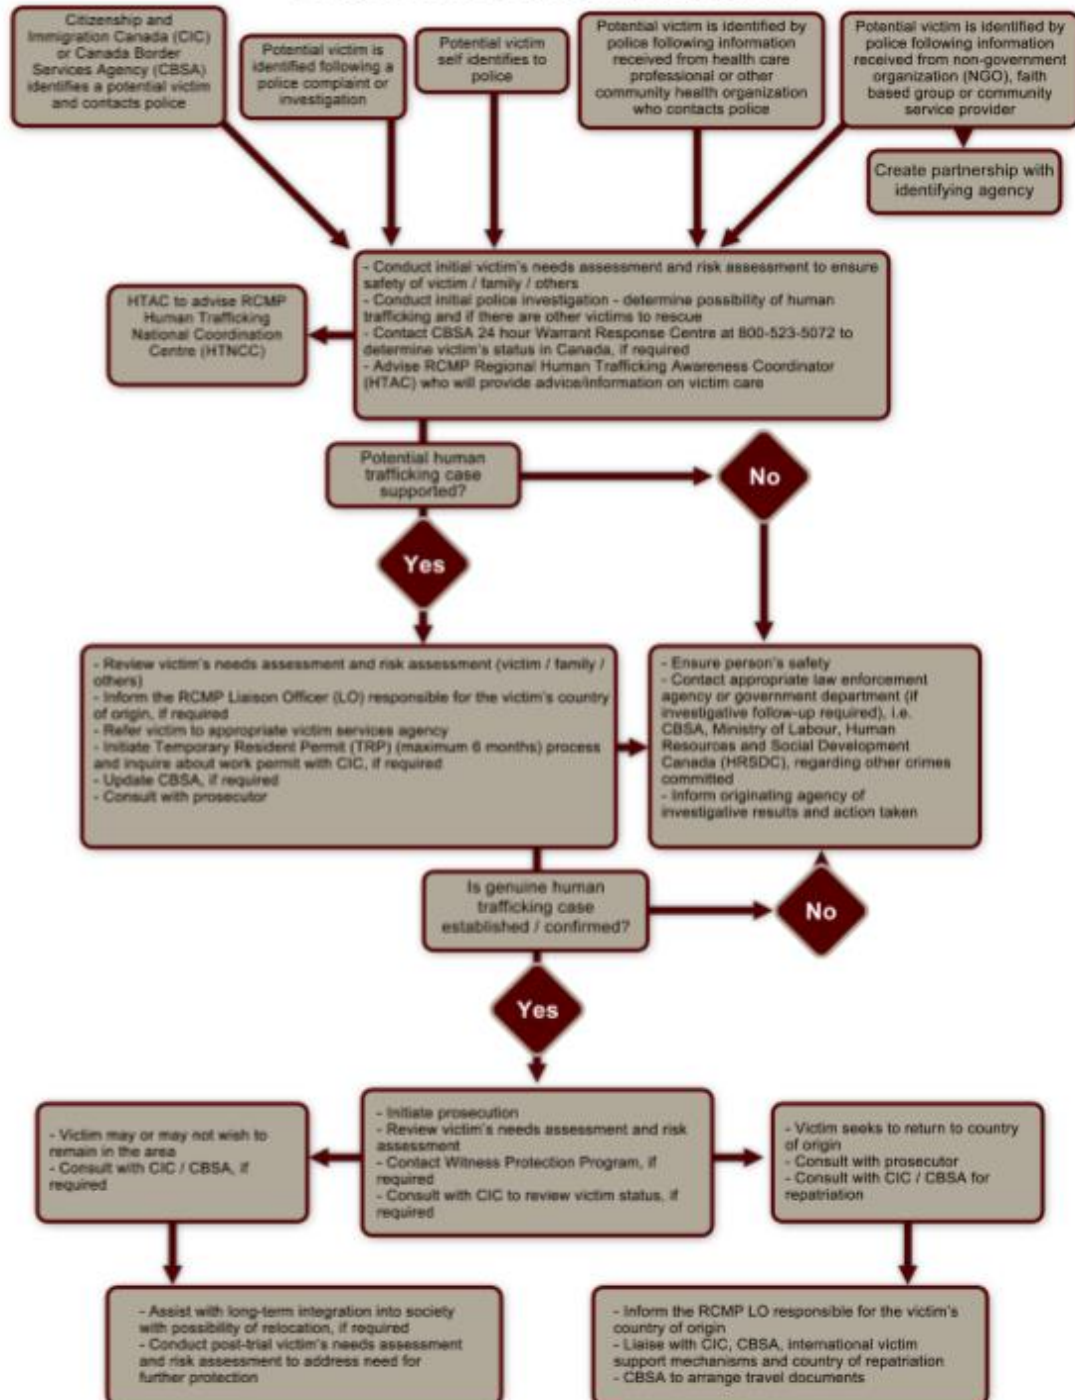 Citizenship and
Immigration Canada (CIC)
or Canada Border
Services Agency (CBSA)
identifies a potential victim
and contacts police
Potential victim is
identified following a
police complaint or
investigation
Potential victim
self identifies to
police
Potential victim is identified by
police following information
received from health care
professional or other
community health organization
who contacts police
Potential victim is identified by
police following information
received from non-government
organization (NGO), faith
based group or community
service provider
Create partnership with
identifying agency
- Conduct initial victim's needs assessment and risk assessment to ensure
safety of victim / family / others
- Conduct initial police investigation - determine possibility of human
trafficking and if there are other victims to rescue
- Contact CBSA 24 hour Warrant Response Centre at 800-523-5072 to
determine victim's status in Canada, if required
- Advise RCMP Regional Human Trafficking Awareness Coordinator
(HTAC) who will provide advice/information on victim care
HTAC to advise RCMP
Human Trafficking
National Coordination
Centre (HTNCC)
Potential human
trafficking case
supported?
No
Yes
- Review victim's needs assessment and risk assessment (victim / family /
others)
- Inform the RCMP Liaison Officer (LO) responsible for the victim's country
of origin, if required
- Refer victim to appropriate victim services agency
- Initiate Temporary Resident Permit (TRP) (maximum 6 months) process
and inquire about work permit with CIC, if required
- Update CBSA, if required
- Consult with prosecutor
- Ensure person's safety
- Contact appropriate law enforcement
agency or government department (if
investigative follow-up required), i.e.
CBSA, Ministry of Labour, Human
Resources and Social Development
Canada (HRSDC), regarding other crimes
committed
- Inform originating agency of
investigative results and action taken
Is genuine human
trafficking case
established / confirmed?
No
Yes
- Victim may or may not wish to
remain in the area
- Consult with CIC / CBSA, if
required
- Initiate prosecution
- Review victim's needs assessment and risk
assessment
- Contact Witness Protection Program, if
required
- Consult with CIC to review victim status, if
required
- Victim seeks to return to country
of origin
- Consult with prosecutor
- Consult with CIC / CBSA for
repatriation
- Assist with long-term integration into society
with possibility of relocation, if required
- Conduct post-trial victim's needs assessment
and risk assessment to address need for
further protection
- Inform the RCMP LO responsible for the victim's
country of origin
- Liaise with CIC, CBSA, international victim
support mechanisms and country of repatriation
- CBSA to arrange travel documents